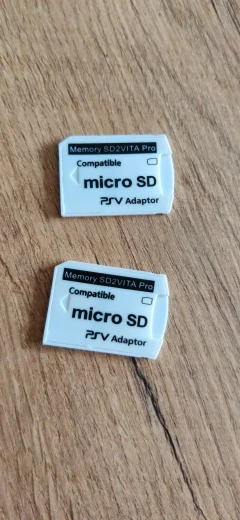 Memory SD2VITA Pro
Compatible
micro SD
PSV Adaptor
Memory SD2VITA Pro
Compatible
micro SD
PSV Adaptor